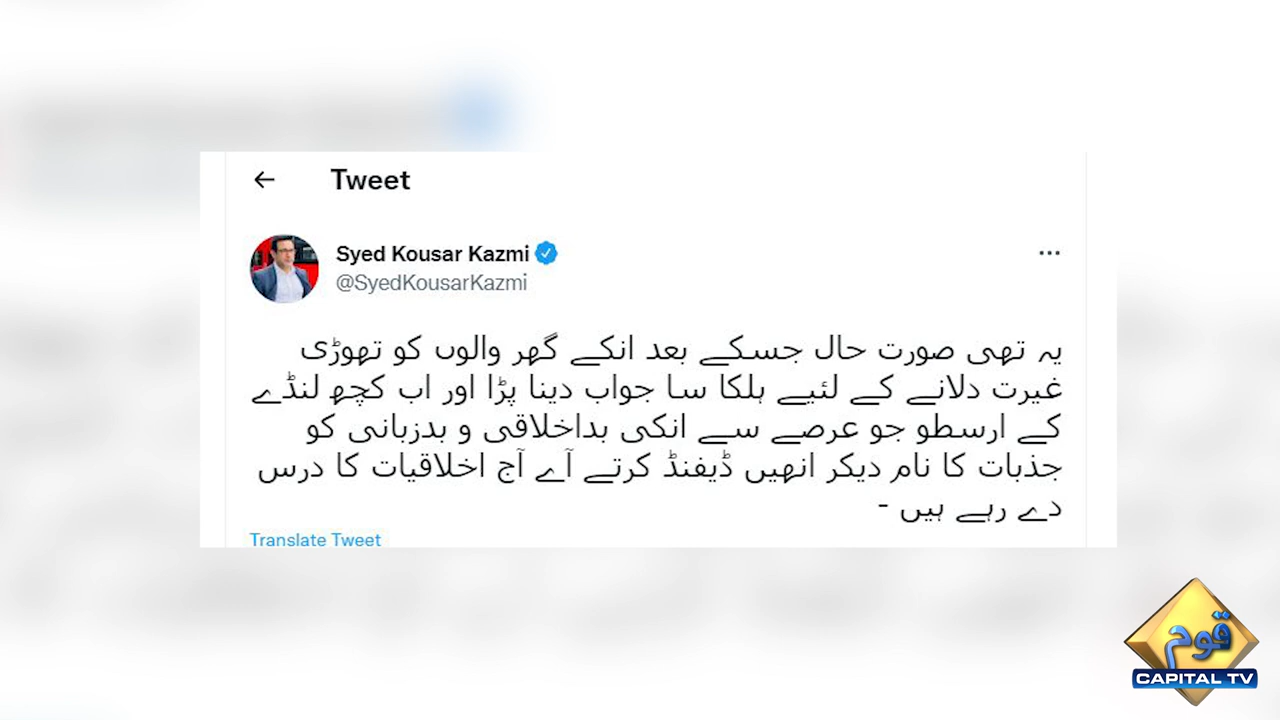 Tweet
Syed Kousar Kazmi
@SyedKousarKazmi
یہ تھی صورت حال جسکے بعد انکے گھر والوں کو تھوڑی
غیرت دلانے کے لئیے ہلکا سا جواب دینا پڑا اور اب کچھ لنڈے
کے ارسطو جو عرصے سے انکی بداخلاقی و بدزبانی کو
جذبات کا نام دیکر انھیں ڈیفنڈ کرتے آے آج اخلاقیات کا درس
دے رہے ہیں -
Translate Tweet
قوم
CAPITAL TV